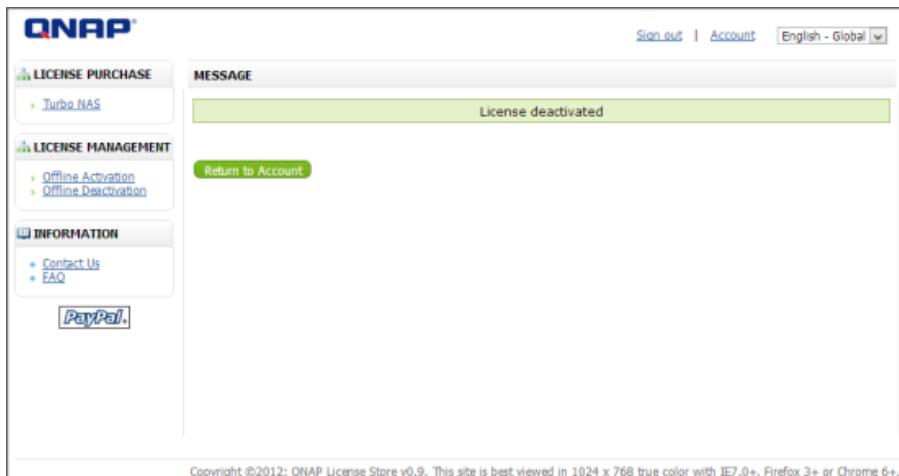 QNAP
Sign out | Account English - Global
LICENSE PURCHASE
Turbo NAS
LICENSE MANAGEMENT
Offline Activation
Offline Deactivation
INFORMATION
Contact Us
FAQ
PayPal.
MESSAGE
License deactivated
Return to Account
Copyright ©2012; QNAP License Store v0.9. This site is best viewed in 1024 x 768 true color with IE7.0+, Firefox 3+ or Chrome 6+.